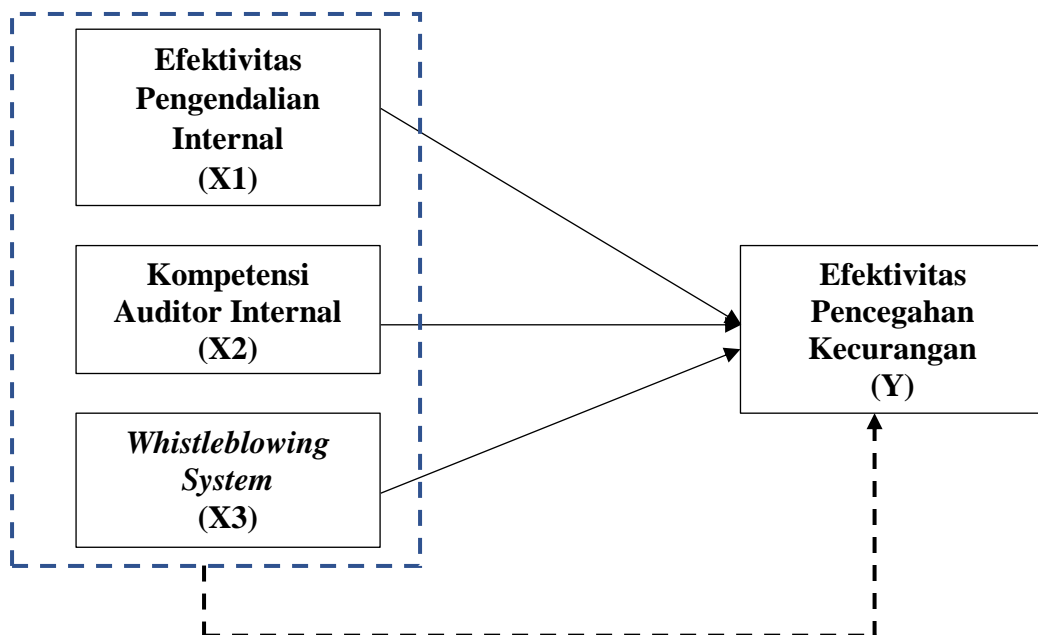 Efektivitas
Pengendalian
Internal
(X1)
Kompetensi
Auditor Internal
(X2)
Whistleblowing
System
(X3)
Efektivitas
Pencegahan
Kecurangan
(Y)